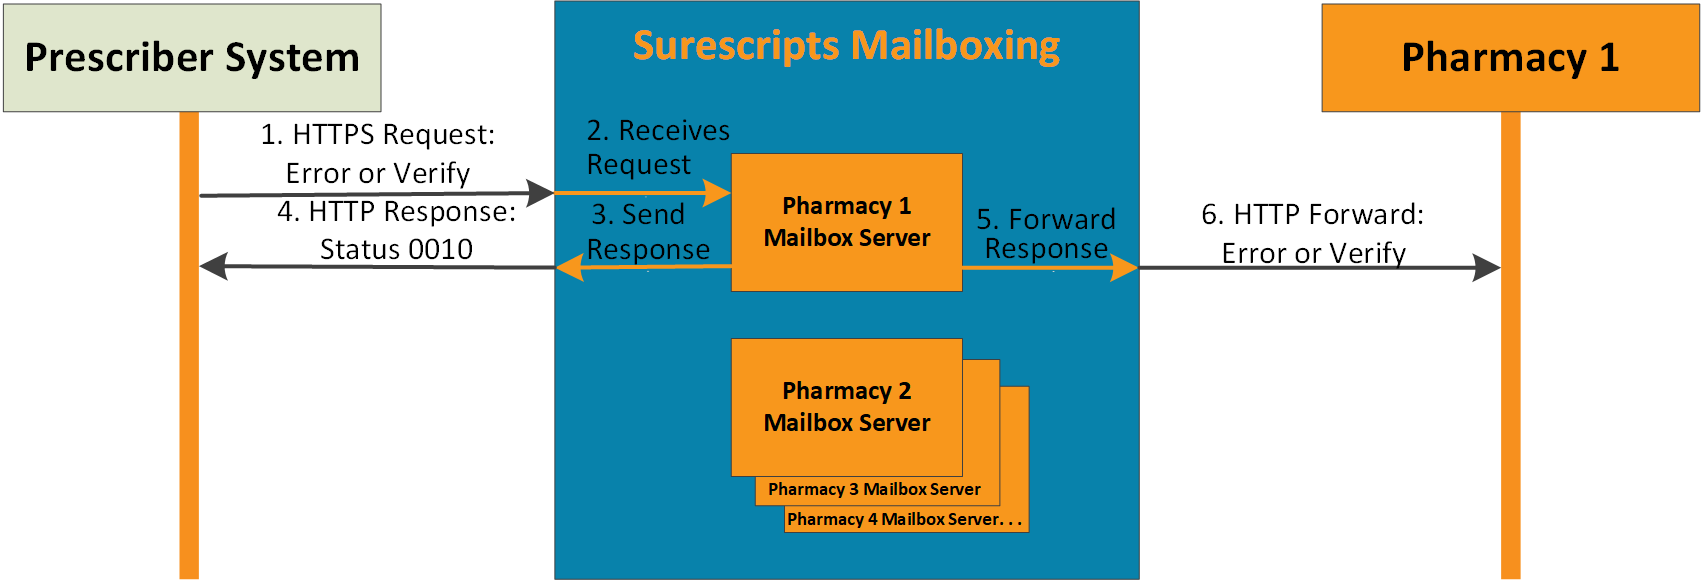 Prescriber System
Surescripts Mailboxing
Pharmacy 1
1. HTTPS Request:
Error or Verify
2. Receives
Request
4. HTTP Response:
Status 0010
3. Send
Response
Pharmacy 1
Mailbox Server
5. Forward
Response
6. HTTP Forward:
Error or Verify
Pharmacy 2
Mailbox Server
Pharmacy 3 Mailbox Server
Pharmacy 4 Mailbox Server...